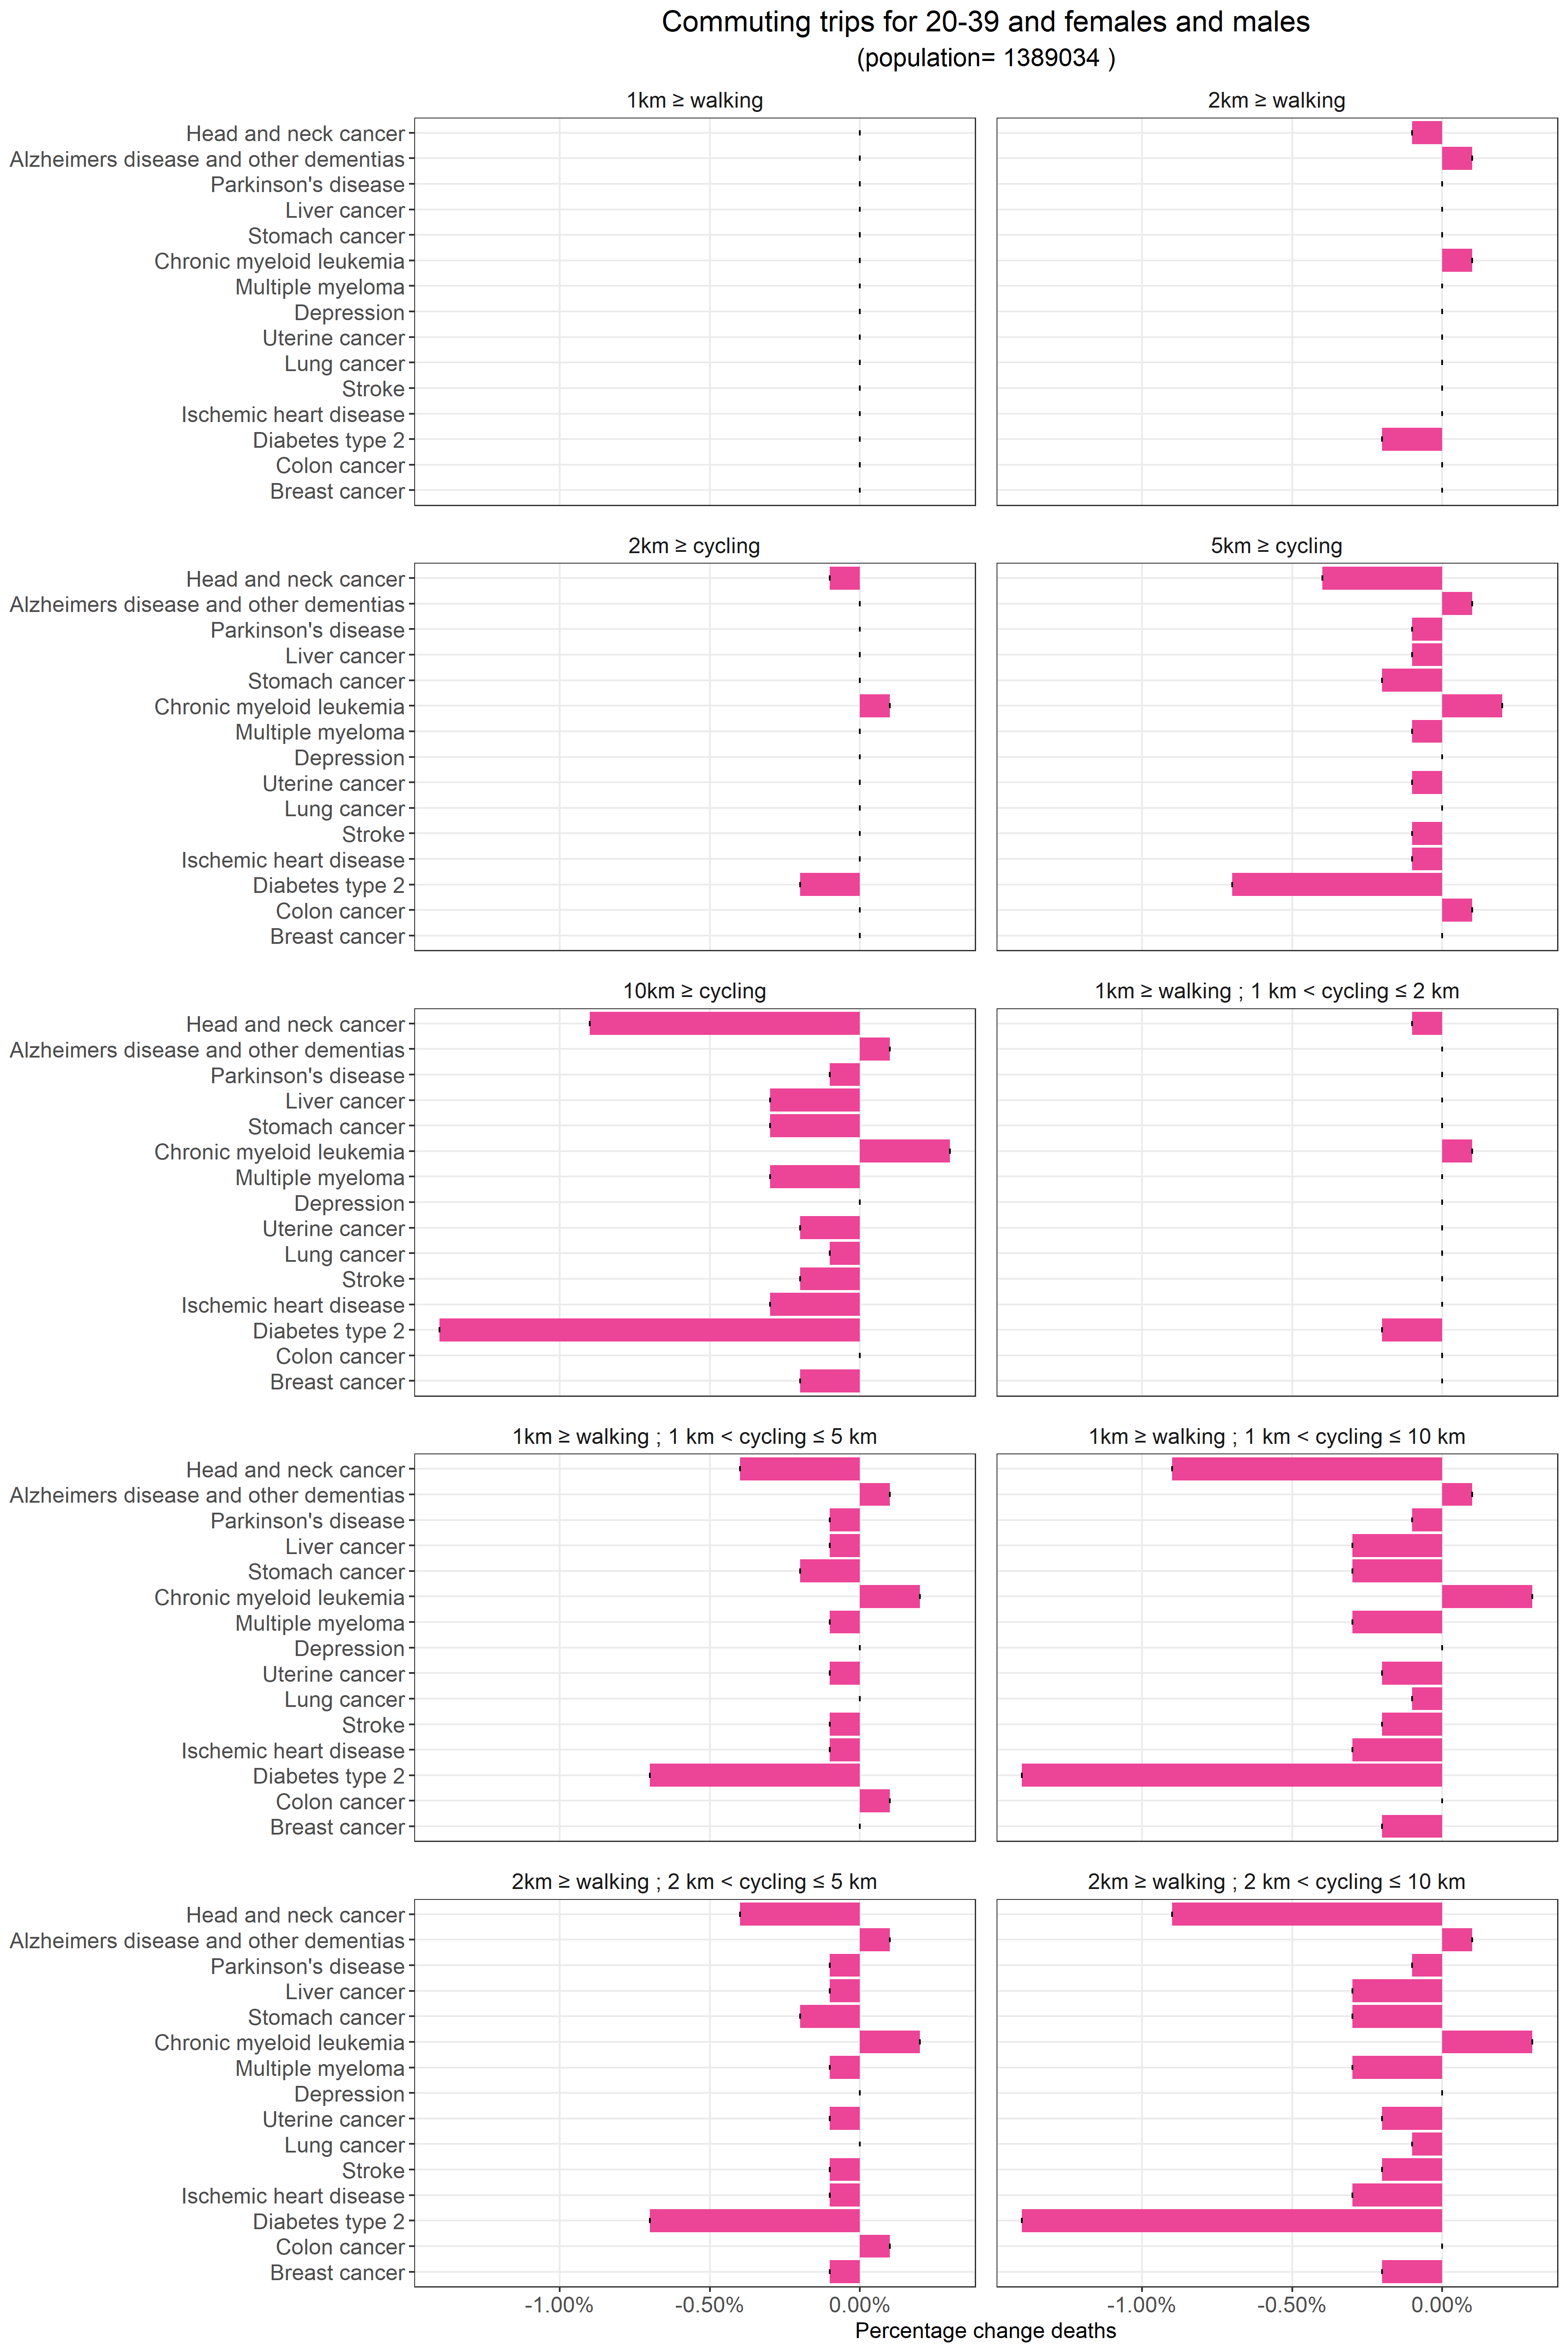 Commuting trips for 20-39 and females and males
(population= 1389034 )
1km ≥ walking
2km ≥ walking
Head and neck cancer
Alzheimers disease and other dementias
Parkinson's disease
Liver cancer
Stomach cancer
Chronic myeloid leukemia
Multiple myeloma
Depression
Uterine cancer
Lung cancer
Stroke
Ischemic heart disease
Diabetes type 2
Colon cancer
Breast cancer
2km ≥ cycling
5km ≥ cycling
Head and neck cancer
Alzheimers disease and other dementias
Parkinson's disease
Liver cancer
Stomach cancer
Chronic myeloid leukemia
Multiple myeloma
Depression
Uterine cancer
Lung cancer
Stroke
Ischemic heart disease
Diabetes type 2
Colon cancer
Breast cancer
10km ≥ cycling
1km ≥ walking ; 1 km < cycling ≤ 2 km
Head and neck cancer
Alzheimers disease and other dementias
Parkinson's disease
Liver cancer
Stomach cancer
Chronic myeloid leukemia
Multiple myeloma
Depression
Uterine cancer
Lung cancer
Stroke
Ischemic heart disease
Diabetes type 2
Colon cancer
Breast cancer
1km ≥ walking ; 1 km < cycling ≤ 5 km
1km ≥ walking ; 1 km < cycling ≤ 10 km
Head and neck cancer
Alzheimers disease and other dementias
Parkinson's disease
Liver cancer
Stomach cancer
Chronic myeloid leukemia
Multiple myeloma
Depression
Uterine cancer
Lung cancer
Stroke
Ischemic heart disease
Diabetes type 2
Colon cancer
Breast cancer
2km ≥ walking ; 2 km < cycling ≤ 5 km
2km ≥ walking ; 2 km < cycling ≤ 10 km
Head and neck cancer
Alzheimers disease and other dementias
Parkinson's disease
Liver cancer
Stomach cancer
Chronic myeloid leukemia
Multiple myeloma
Depression
Uterine cancer
Lung cancer
Stroke
Ischemic heart disease
Diabetes type 2
Colon cancer
Breast cancer
-1.00% -0.50% 0.00% -1.00% -0.50% 0.00%
Percentage change deaths